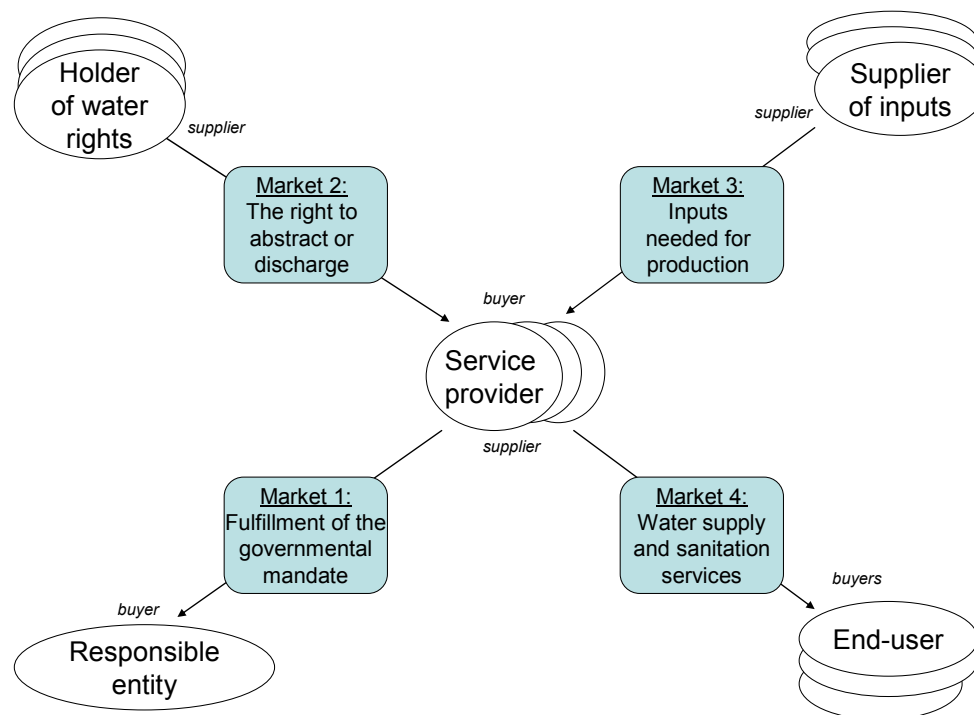 Holder
of water
rights
supplier
Supplier
of inputs
supplier
Market 2:
The right to
abstract or
discharge
Market 3:
Inputs
needed for
production
buyer
Service
provider
supplier
Market 1:
Fulfillment of the
governmental
mandate
Market 4:
Water supply
and sanitation
services
buyer
buyers
Responsible
entity
End-user